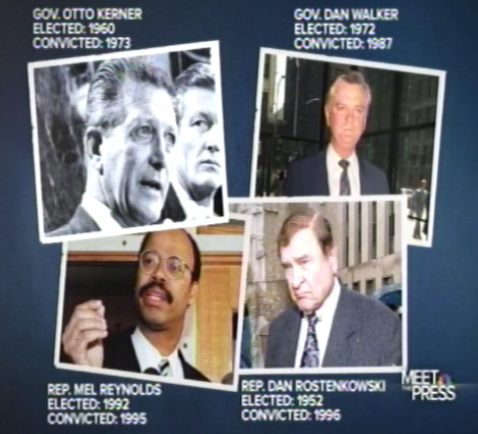 GOV. OTTO KERNER
ELECTED: 1960
CONVICTED: 1973
GOV. DAN WALKER
ELECTED: 1972
CONVICTED: 1987
REP. MEL REYNOLDS
ELECTED: 1992
CONVICTED: 1995
REP. DAN ROSTENKOWSKI
ELECTED: 1952
CONVICTED: 1996
MEET
THE PRESS